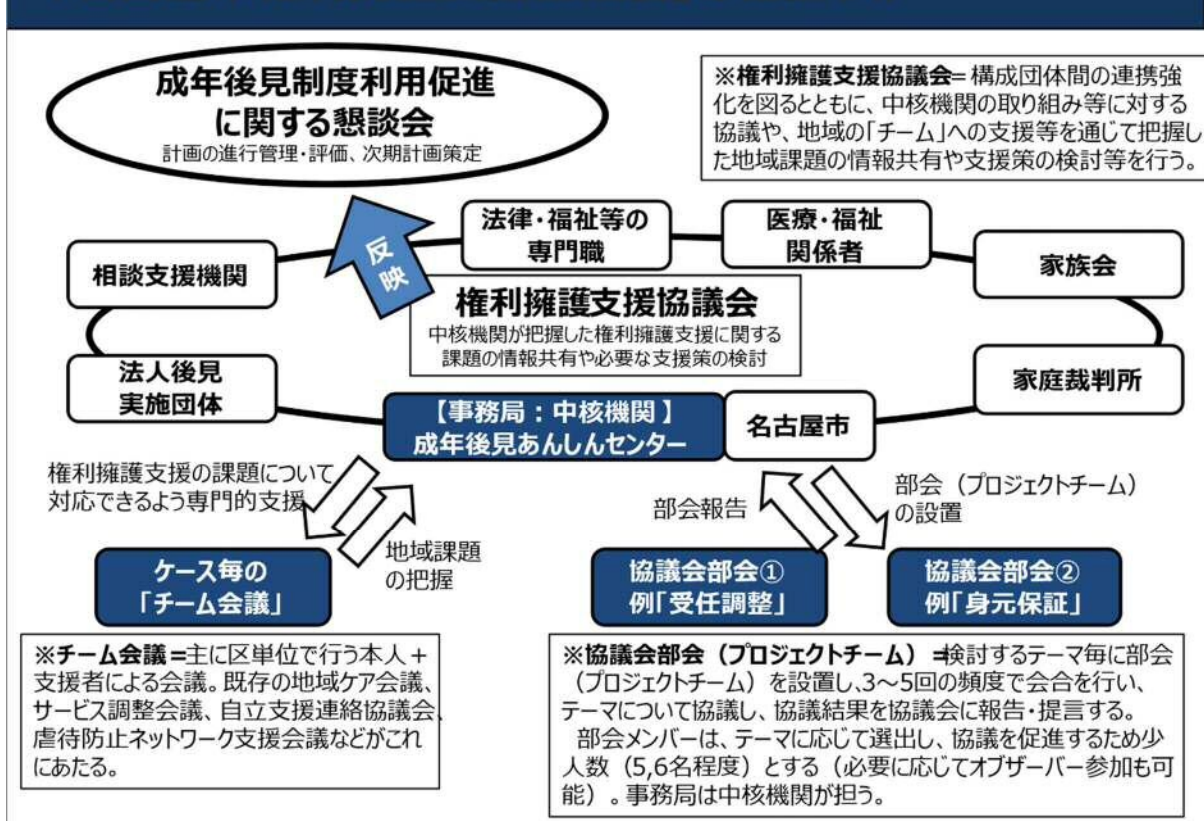 成年後見制度利用促進
に関する懇談会
計画の進行管理・評価、次期計画策定
※権利擁護支援協議会=構成団体間の連携強
化を図るとともに、中核機関の取り組み等に対する
協議や、地域の「チーム」への支援等を通じて把握し
た地域課題の情報共有や支援策の検討等を行う。
反映
相談支援機関
法律・福祉等の
専門職
医療・福祉
関係者
家族会
権利擁護支援協議会
中核機関が把握した権利擁護支援に関する
課題の情報共有や必要な支援策の検討
法人後見
実施団体
【事務局：中核機関】
成年後見あんしんセンター
名古屋市
家庭裁判所
権利擁護支援の課題について
対応できるよう専門的支援
地域課題
の把握
部会報告
部会（プロジェクトチーム）
の設置
ケース毎の
「チーム会議」
協議会部会①
例「受任調整」
協議会部会②
例「身元保証」
※チーム会議=主に区単位で行う本人＋
支援者による会議。既存の地域ケア会議、
サービス調整会議、自立支援連絡協議会、
虐待防止ネットワーク支援会議などがこれ
にあたる。
※協議会部会（プロジェクトチーム）=検討するテーマ毎に部会
（プロジェクトチーム）を設置し、3～5回の頻度で会合を行い、
テーマについて協議し、協議結果を協議会に報告・提言する。
部会メンバーは、テーマに応じて選出し、協議を促進するため少
人数（5,6名程度）とする（必要に応じてオブザーバー参加も可
能）。事務局は中核機関が担う。